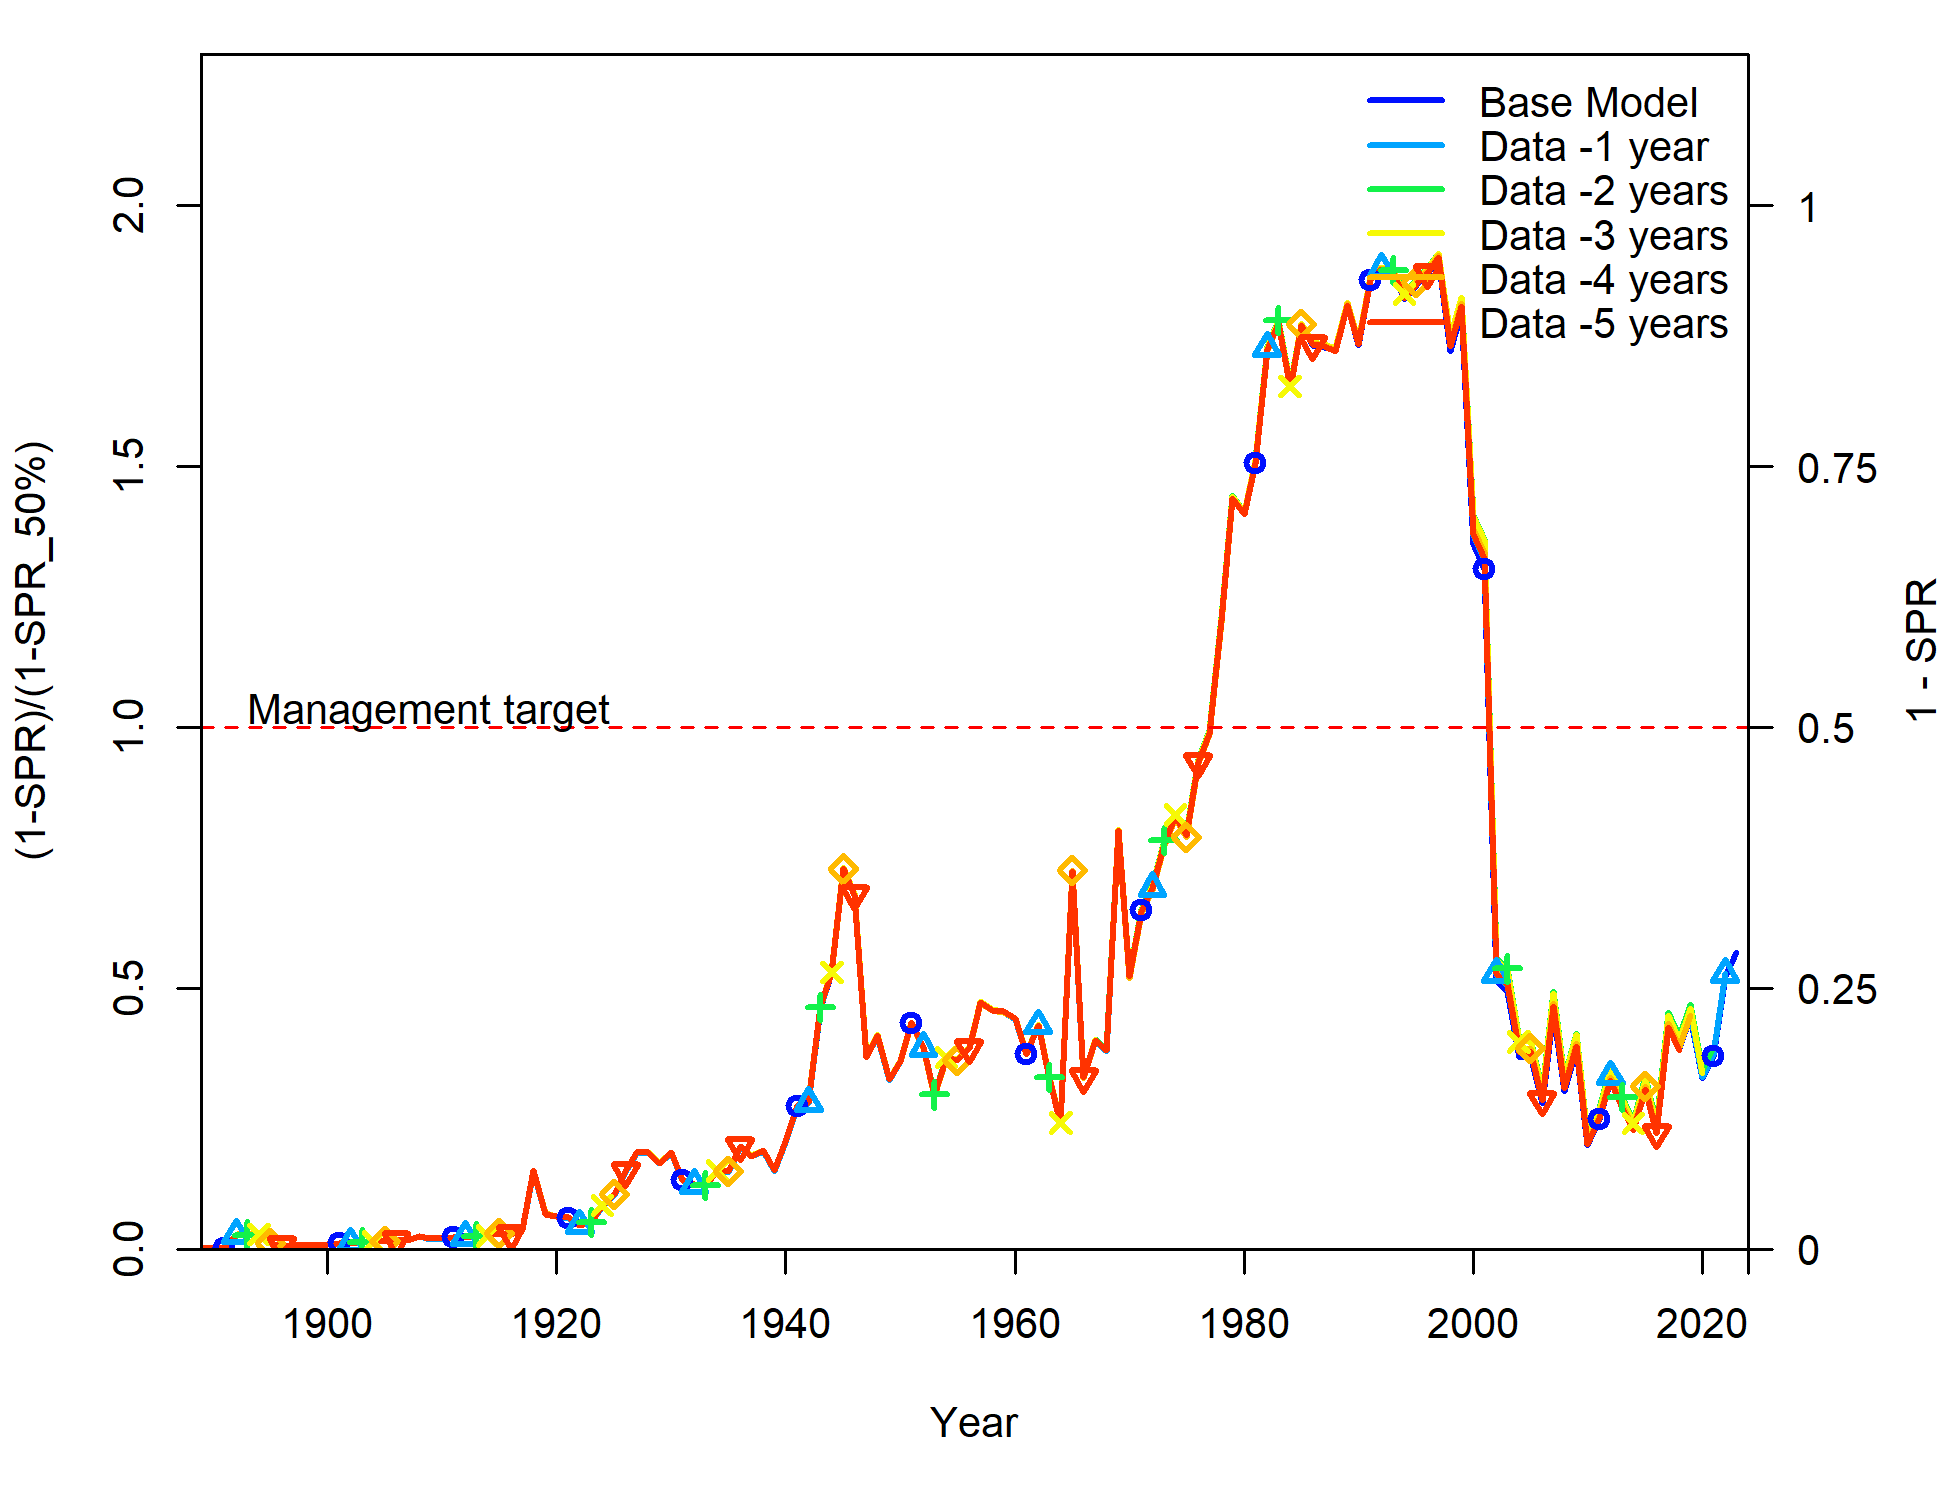 Base Model
Data -1 year
Data -2 years
Data -3 years
Data -4 years
Data -5 years
Management target
(1-SPR)/(1-SPR_50%)
0.0
0.5
1.0
1.5
2.0
1 - SPR
0
0.25
0.5
0.75
1
1900
1920
1940
1960
1980
2000
2020
Year